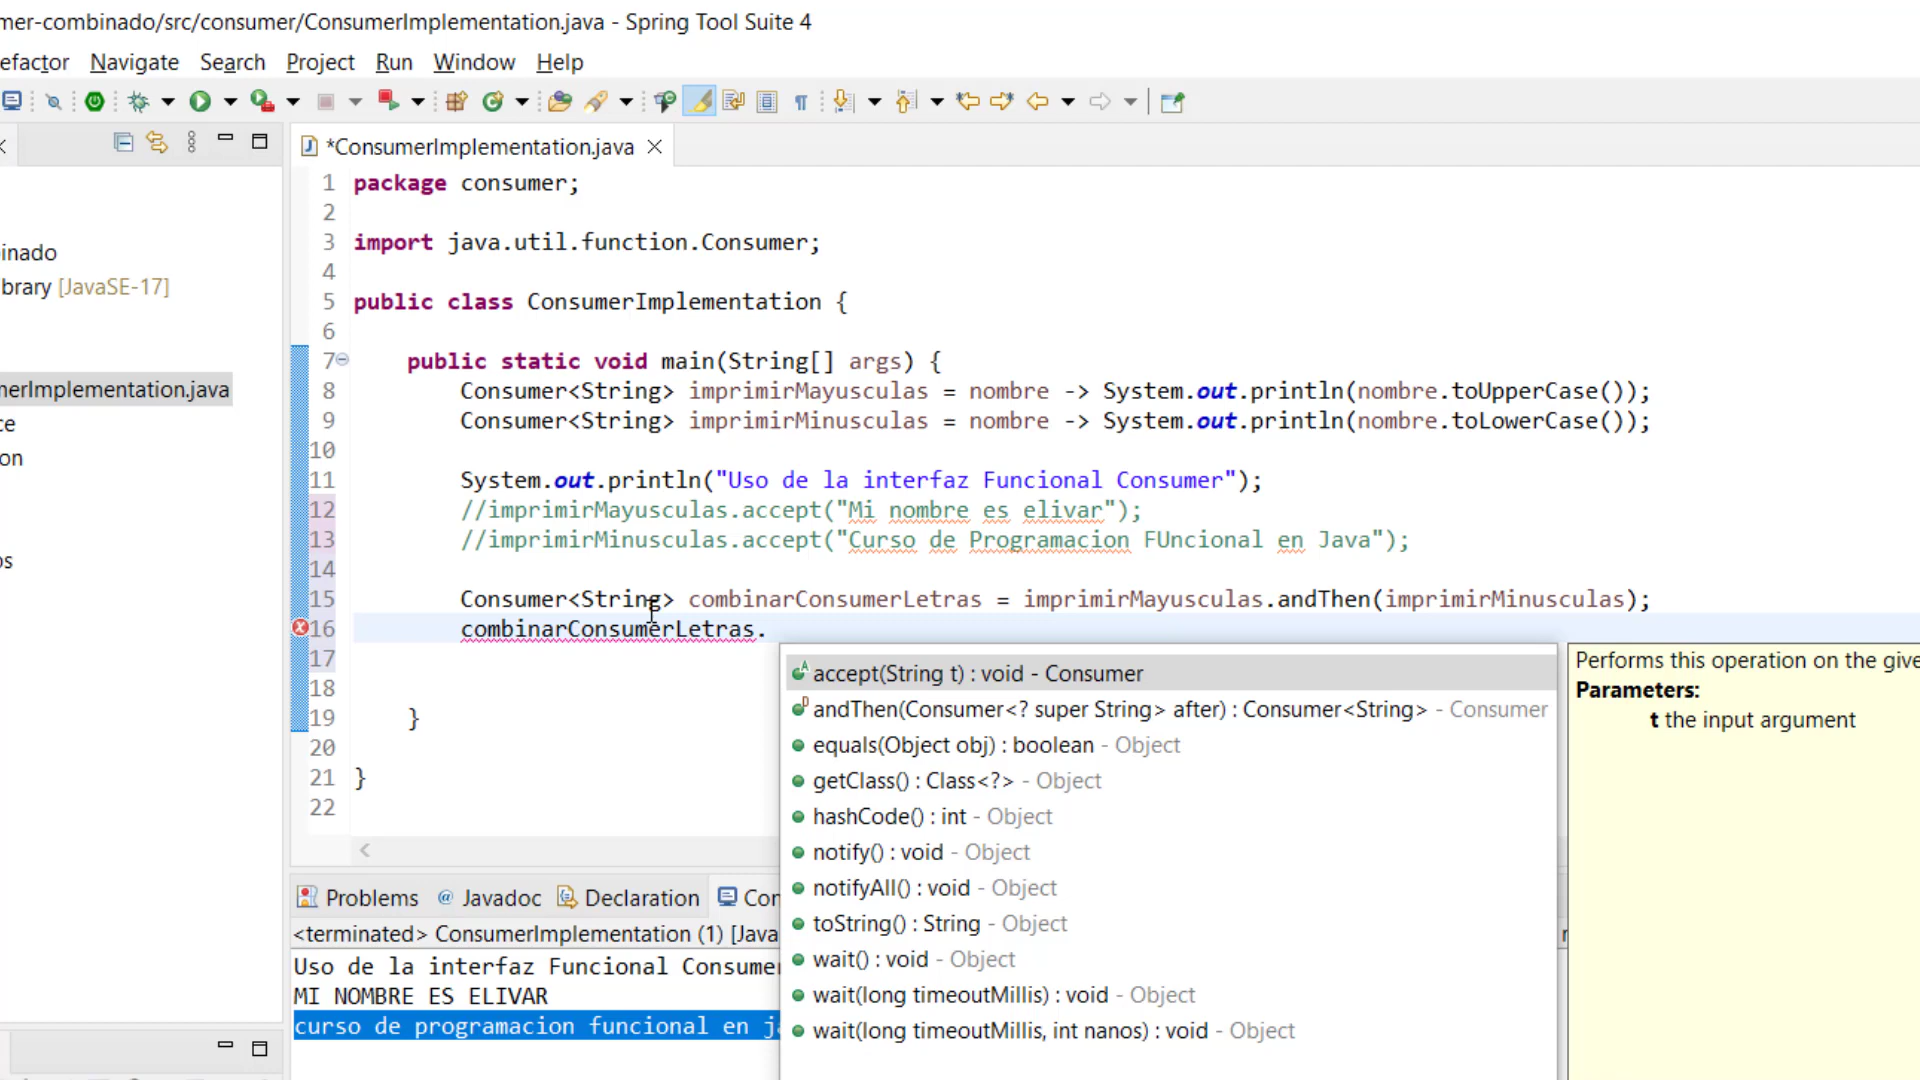 mer-combinado/src/consumer/ConsumerImplementation.java - Spring Tool Suite 4
efactor Navigate Search Project Run Window Help
*ConsumerImplementation.java
inado
brary [JavaSE-17]
nerImplementation.java
ce
on
os
1 package consumer;
2
3 import java.util.function.Consumer;
4
5 public class ConsumerImplementation {
6
7 public static void main(String[] args) {
8 Consumer<String> imprimirMayusculas = nombre -> System.out.println(nombre.toUpperCase());
9 Consumer<String> imprimirMinusculas = nombre -> System.out.println(nombre.toLowerCase());
10
11 System.out.println("Uso de la interfaz Funcional Consumer");
12 //imprimirMayusculas.accept("Mi nombre es elivar");
13 //imprimirMinusculas.accept("Curso de Programacion FUncional en Java");
14
15 Consumer<String> combinarConsumerLetras = imprimirMayusculas.andThen(imprimirMinusculas);
16 combinarConsumerLetras.
17
18
19 }
20
21 }
22
accept(String t) : void - Consumer
andThen(Consumer<? super String> after) : Consumer<String> - Consumer
equals(Object obj) : boolean - Object
getClass() : Class<?> - Object
hashCode() : int - Object
notify() : void - Object
notifyAll() : void - Object
toString() : String - Object
wait() : void - Object
wait(long timeoutMillis) : void - Object
wait(long timeoutMillis, int nanos) : void - Object
Performs this operation on the give
Parameters:
t the input argument
Problems Javadoc Declaration Con
<terminated> ConsumerImplementation (1) [Java
Uso de la interfaz Funcional Consumer
MI NOMBRE ES ELIVAR
curso de programacion funcional en ja